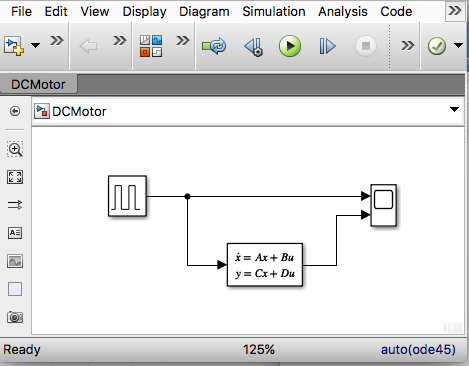 File Edit View Display Diagram Simulation Analysis Code >>
>> >> >> >>
DCMotor
DCMotor
ẋ = Ax + Bu
y = Cx + Du
A≡
Ready 125% auto(ode45)